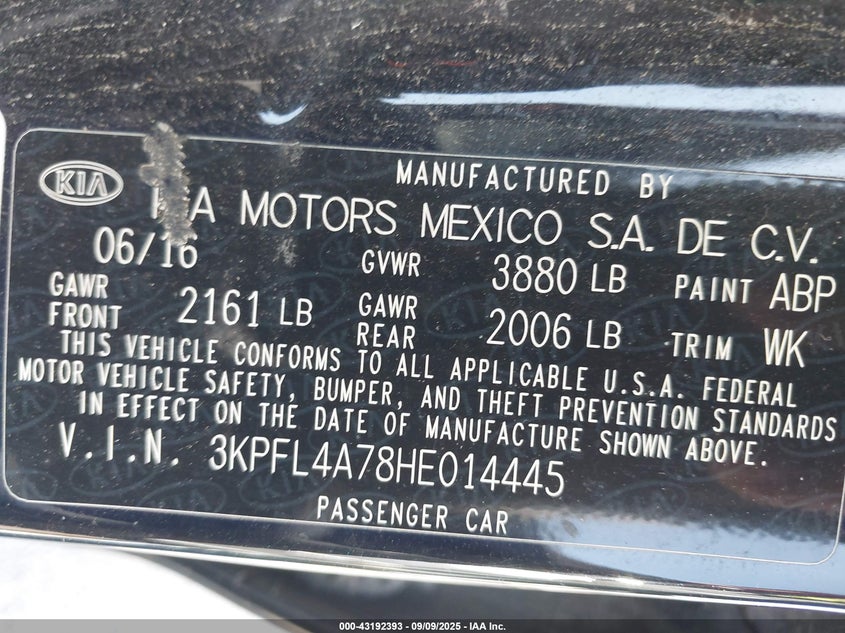 MANUFACTURED BY
KIA
A MOTORS MEXICO S.A. DE C.V.
06/16 GVWR 3880 LB PAINT ABP
GAWR FRONT 2161 LB GAWR REAR 2006 LB TRIM WK
THIS VEHICLE CONFORMS TO ALL APPLICABLE U.S.A. FEDERAL
MOTOR VEHICLE SAFETY, BUMPER, AND THEFT PREVENTION STANDARDS
IN EFFECT ON THE DATE OF MANUFACTURE SHOWN ABOVE.
V.I.N. 3KPFL4A78HE014445
PASSENGER CAR
000-43192393 - 09/09/2025 - IAA Inc.